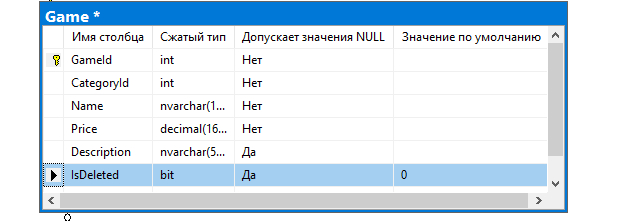 Game *
Имя столбца Сжатый тип Допускает значения NULL Значение по умолчанию
GameId int Нет
CategoryId int Нет
Name nvarchar(1... Нет
Price decimal(16... Нет
Description nvarchar(5... Да
IsDeleted bit Да 0